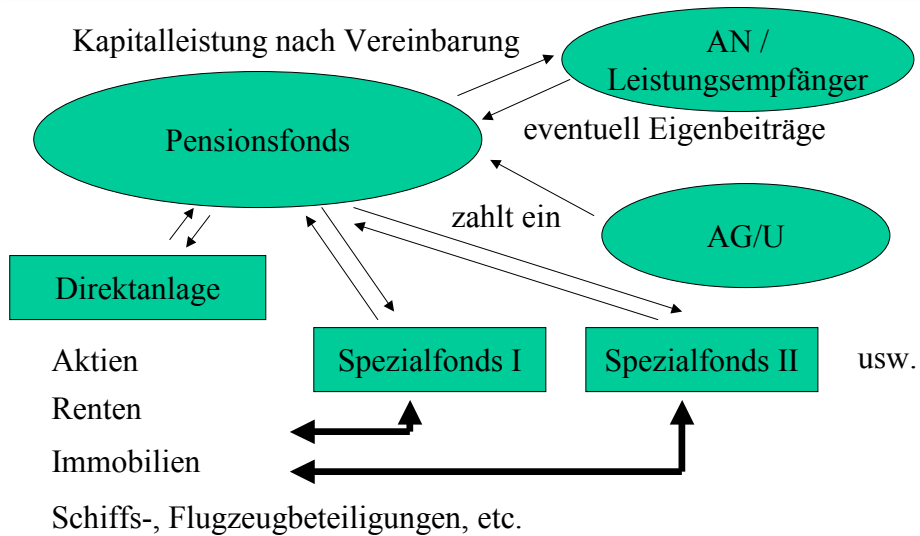 Kapitalleistung nach Vereinbarung
AN /
Leistungsempfänger
Pensionsfonds
eventuell Eigenbeiträge
zahlt ein
AG/U
Direktanlage
Aktien
Spezialfonds I
Spezialfonds II
usw.
Renten
Immobilien
Schiffs-, Flugzeugbeteiligungen, etc.